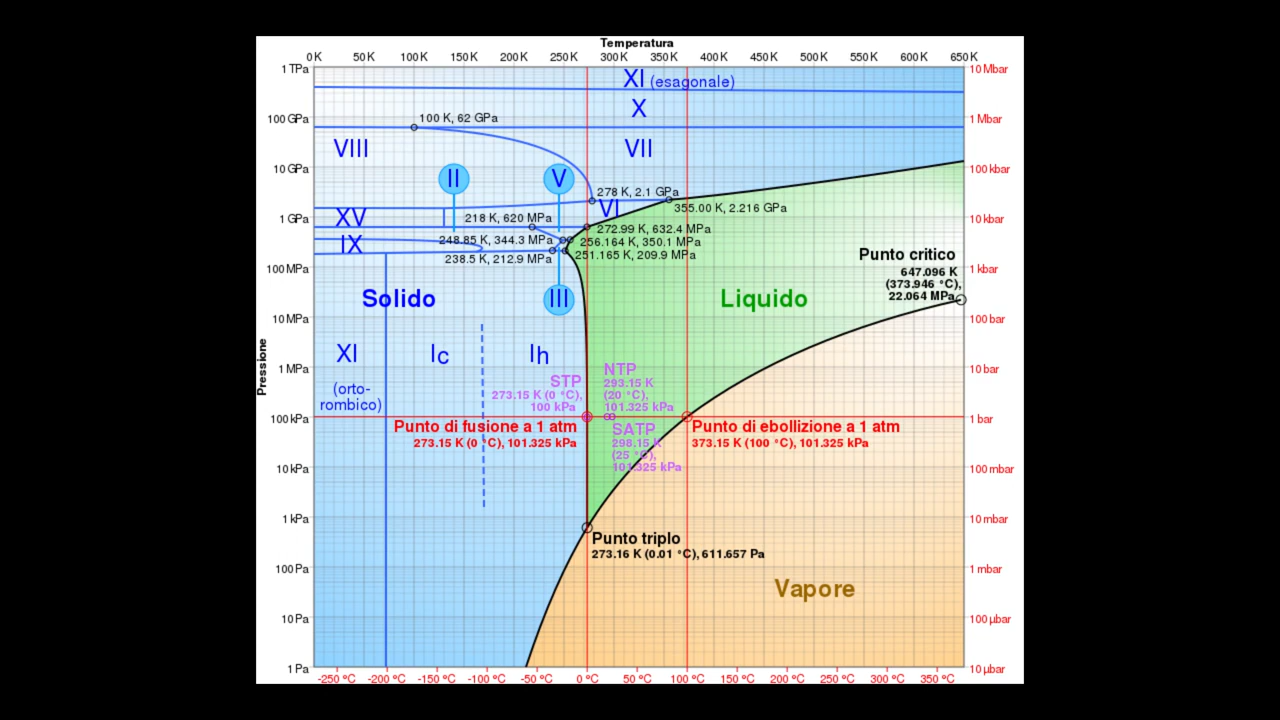 Temperatura
0 K 50 K 100 K 150 K 200 K 250 K 300 K 350 K 400 K 450 K 500 K 550 K 600 K 650 K
1 TPa
10 Mbar
XI (esagonale)
X
100 K, 62 GPa
100 GPa
1 Mbar
VIII
VII
10 GPa
100 kbar
II
V
278 K, 2.1 GPa
VI
355.00 K, 2.216 GPa
1 GPa
XV
218 K, 620 MPa
10 kbar
272.99 K, 632.4 MPa
IX
248.85 K, 344.3 MPa
256.164 K, 350.1 MPa
238.5 K, 212.9 MPa
251.165 K, 209.9 MPa
100 MPa
1 kbar
Punto critico
647.096 K
(373.946 °C),
22.064 MPa
Solido
III
Liquido
10 MPa
100 bar
Pressione
XI
Ic
Ih
1 MPa
10 bar
(orto-
rombico)
STP
273.15 K (0 °C),
100 kPa
NTP
293.15 K
(20 °C),
101.325 kPa
100 kPa
1 bar
Punto di fusione a 1 atm
273.15 K (0 °C), 101.325 kPa
SATP
298.15 K
(25 °C),
101.325 kPa
Punto di ebollizione a 1 atm
373.15 K (100 °C), 101.325 kPa
10 kPa
100 mbar
1 kPa
10 mbar
Punto triplo
273.16 K (0.01 °C), 611.657 Pa
100 Pa
1 mbar
Vapore
10 Pa
100 µbar
1 Pa
10 µbar
-250 °C -200 °C -150 °C -100 °C -50 °C 0 °C 50 °C 100 °C 150 °C 200 °C 250 °C 300 °C 350 °C